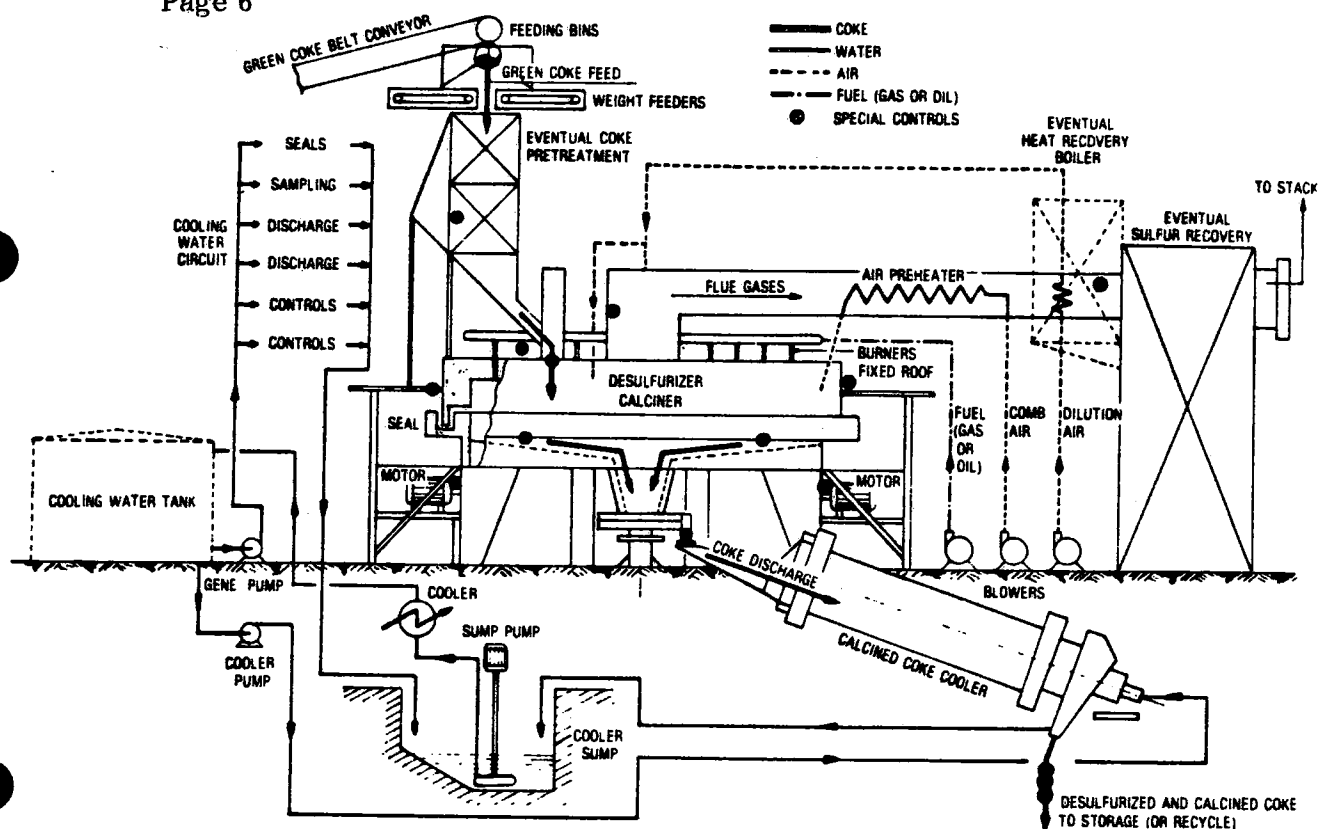 Page 6
GREEN COKE BELT CONVEYOR
FEEDING BINS
GREEN COKE FEED
WEIGHT FEEDERS
COKE
WATER
AIR
FUEL (GAS OR OIL)
SPECIAL CONTROLS
EVENTUAL COKE
PRETREATMENT
EVENTUAL
HEAT RECOVRY
BOILER
TO STACK
EVENTUAL
SULFUR RECOVERY
SEALS
SAMPLING
DISCHARGE
DISCHARGE
CONTROLS
CONTROLS
COOLING
WATER
CIRCUIT
FLUE GASES
AIR PREHEATER
BURNERS
FIXED ROOF
DESULFURIZER
CALCINER
SEAL
MOTOR
MOTOR
FUEL
(GAS
OR
OIL)
COMB
AIR
DILUTION
AIR
COOLING WATER TANK
GENE PUMP
COOLER
PUMP
COOLER
SUMP PUMP
COOLER
SUMP
COKE DISCHARGE
CALCINED COKE COOLER
BLOWERS
DESULFURIZED AND CALCINED COKE
TO STORAGE (OR RECYCLE)